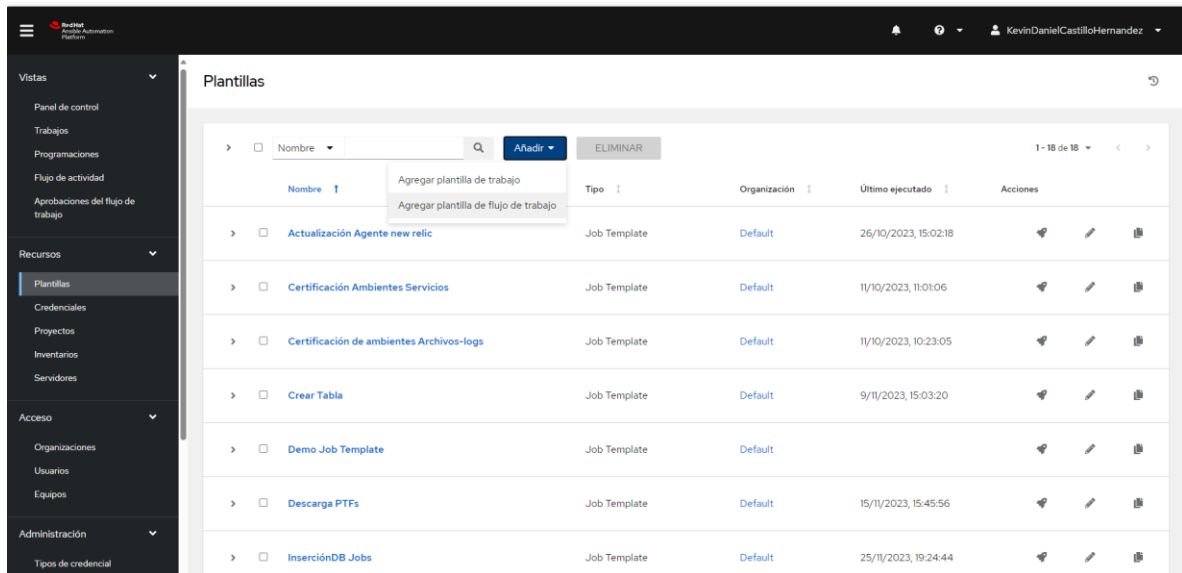 RedHat
Ansible Automation
Platform
KevinDanielCastilloHernandez
Vistas
Panel de control
Trabajos
Programaciones
Flujo de actividad
Aprobaciones del flujo de
trabajo
Recursos
Plantillas
Credenciales
Proyectos
Inventarios
Servidores
Acceso
Organizaciones
Usuarios
Equipos
Administración
Tipos de credencial
Plantillas
Nombre Añadir ELIMINAR 1 - 18 de 18
Agregar plantilla de trabajo
Agregar plantilla de flujo de trabajo
Nombre Tipo Organización Último ejecutado Acciones
Actualización Agente new relic Job Template Default 26/10/2023, 15:02:18
Certificación Ambientes Servicios Job Template Default 11/10/2023, 11:01:06
Certificación de ambientes Archivos-logs Job Template Default 11/10/2023, 10:23:05
Crear Tabla Job Template Default 9/11/2023, 15:03:20
Demo Job Template Job Template Default
Descarga PTFs Job Template Default 15/11/2023, 15:45:56
InserciónDB Jobs Job Template Default 25/11/2023, 19:24:44